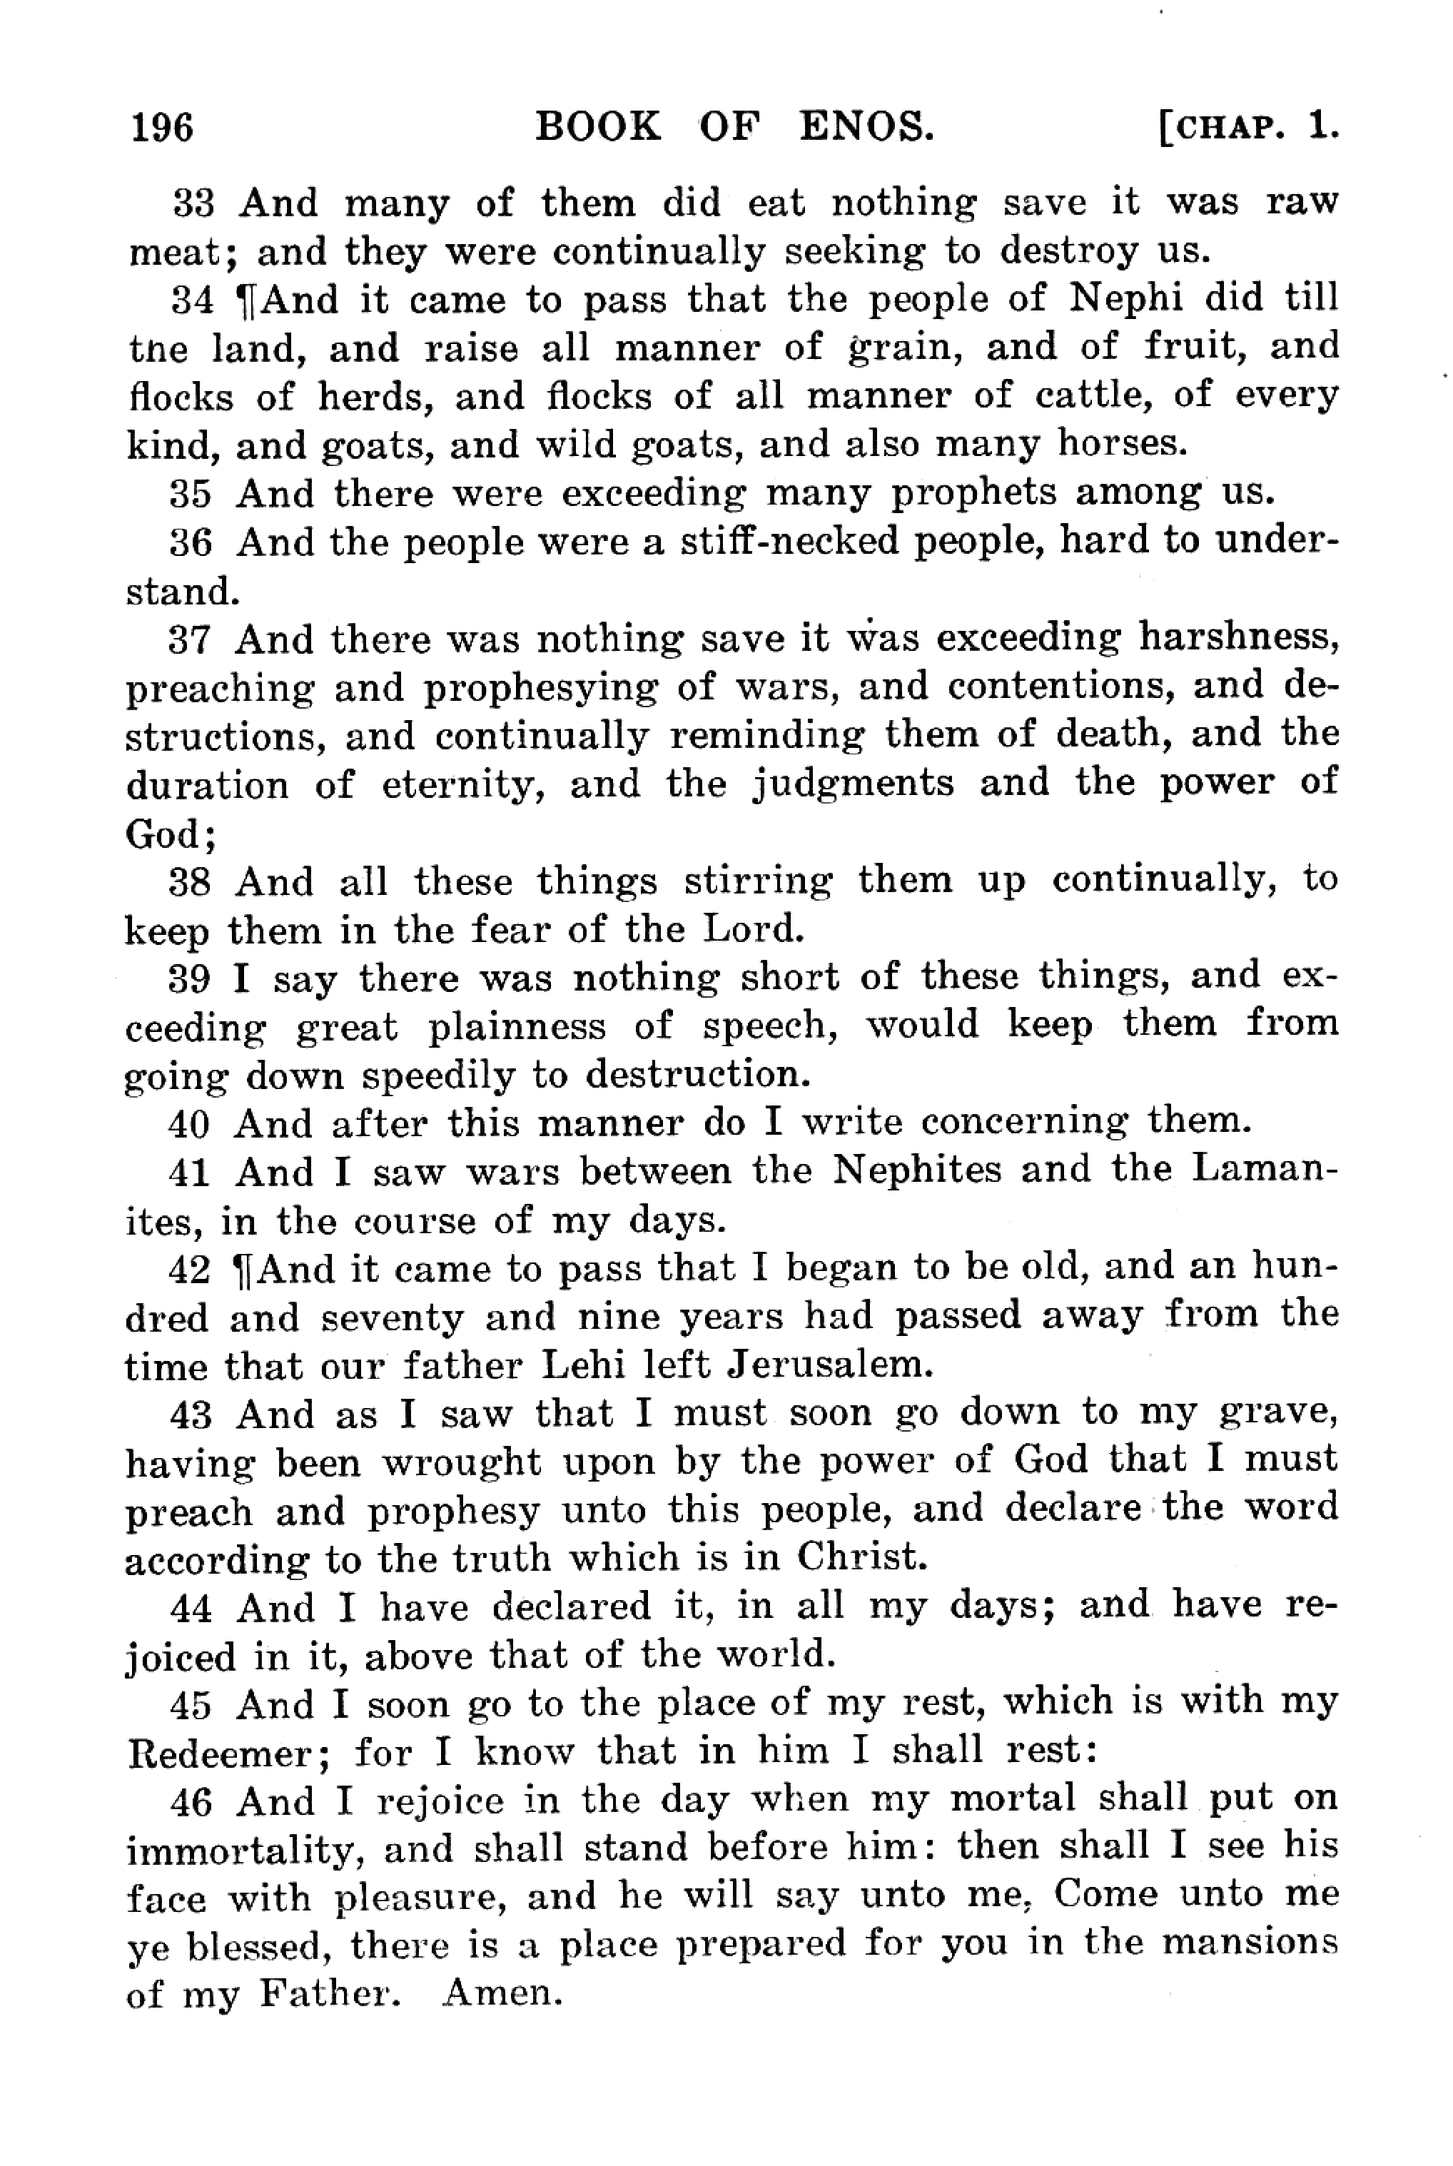 196 BOOK OF ENOS. [CHAP. 1.
33 And many of them did eat nothing save it was raw
meat; and they were continually seeking to destroy us.
34 ¶And it came to pass that the people of Nephi did till
the land, and raise all manner of grain, and of fruit, and
flocks of herds, and flocks of all manner of cattle, of every
kind, and goats, and wild goats, and also many horses.
35 And there were exceeding many prophets among us.
36 And the people were a stiff-necked people, hard to under-
stand.
37 And there was nothing save it was exceeding harshness,
preaching and prophesying of wars, and contentions, and de-
structions, and continually reminding them of death, and the
duration of eternity, and the judgments and the power of
God;
38 And all these things stirring them up continually, to
keep them in the fear of the Lord.
39 I say there was nothing short of these things, and ex-
ceeding great plainness of speech, would keep them from
going down speedily to destruction.
40 And after this manner do I write concerning them.
41 And I saw wars between the Nephites and the Laman-
ites, in the course of my days.
42 ¶And it came to pass that I began to be old, and an hun-
dred and seventy and nine years had passed away from the
time that our father Lehi left Jerusalem.
43 And as I saw that I must soon go down to my grave,
having been wrought upon by the power of God that I must
preach and prophesy unto this people, and declare the word
according to the truth which is in Christ.
44 And I have declared it, in all my days; and have re-
joiced in it, above that of the world.
45 And I soon go to the place of my rest, which is with my
Redeemer; for I know that in him I shall rest:
46 And I rejoice in the day when my mortal shall put on
immortality, and shall stand before him: then shall I see his
face with pleasure, and he will say unto me, Come unto me
ye blessed, there is a place prepared for you in the mansions
of my Father. Amen.